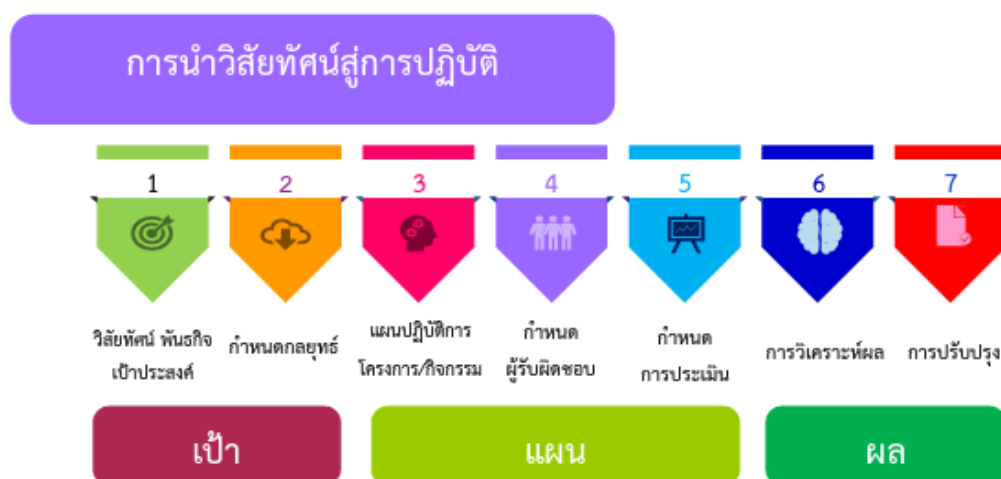 การนำวิสัยทัศน์สู่การปฏิบัติ
1
2
3
4
5
6
7
วิสัยทัศน์ พันธกิจ
เป้าประสงค์
กำหนดกลยุทธ์
แผนปฏิบัติการ
โครงการ/กิจกรรม
กำหนด
ผู้รับผิดชอบ
กำหนด
การประเมิน
การวิเคราะห์ผล
การปรับปรุง
เป้า
แผน
ผล